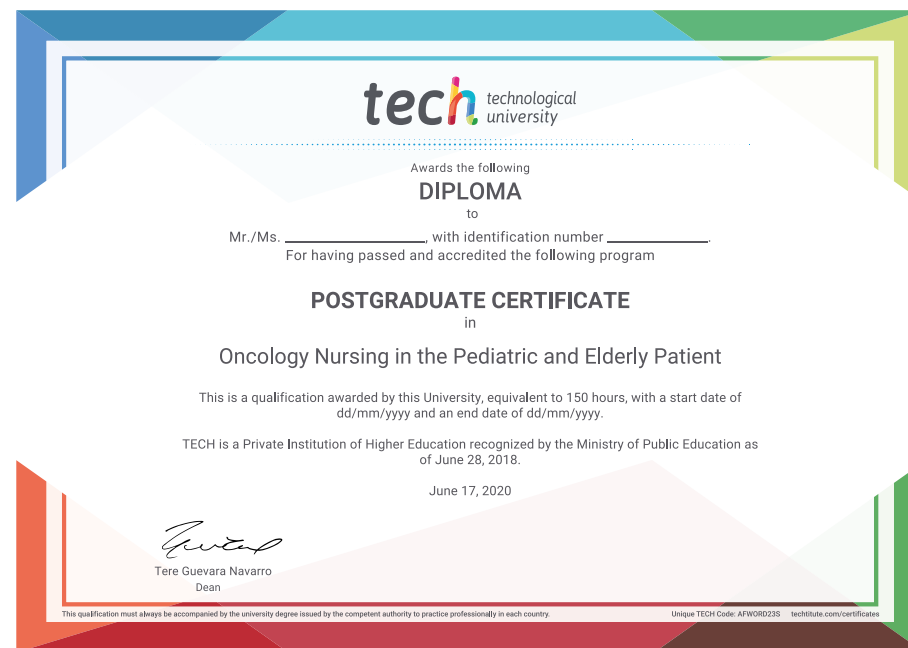 tech technological
university
Awards the following
DIPLOMA
to
Mr./Ms. ____________________, with identification number ______________.
For having passed and accredited the following program
POSTGRADUATE CERTIFICATE
in
Oncology Nursing in the Pediatric and Elderly Patient
This is a qualification awarded by this University, equivalent to 150 hours, with a start date of
dd/mm/yyyy and an end date of dd/mm/yyyy.
TECH is a Private Institution of Higher Education recognized by the Ministry of Public Education as
of June 28, 2018.
June 17, 2020
Tere Guevara Navarro
Dean
This qualification must always be accompanied by the university degree issued by the competent authority to practice professionally in each country. Unique TECH Code: AFWORD23S techtitute.com/certificates